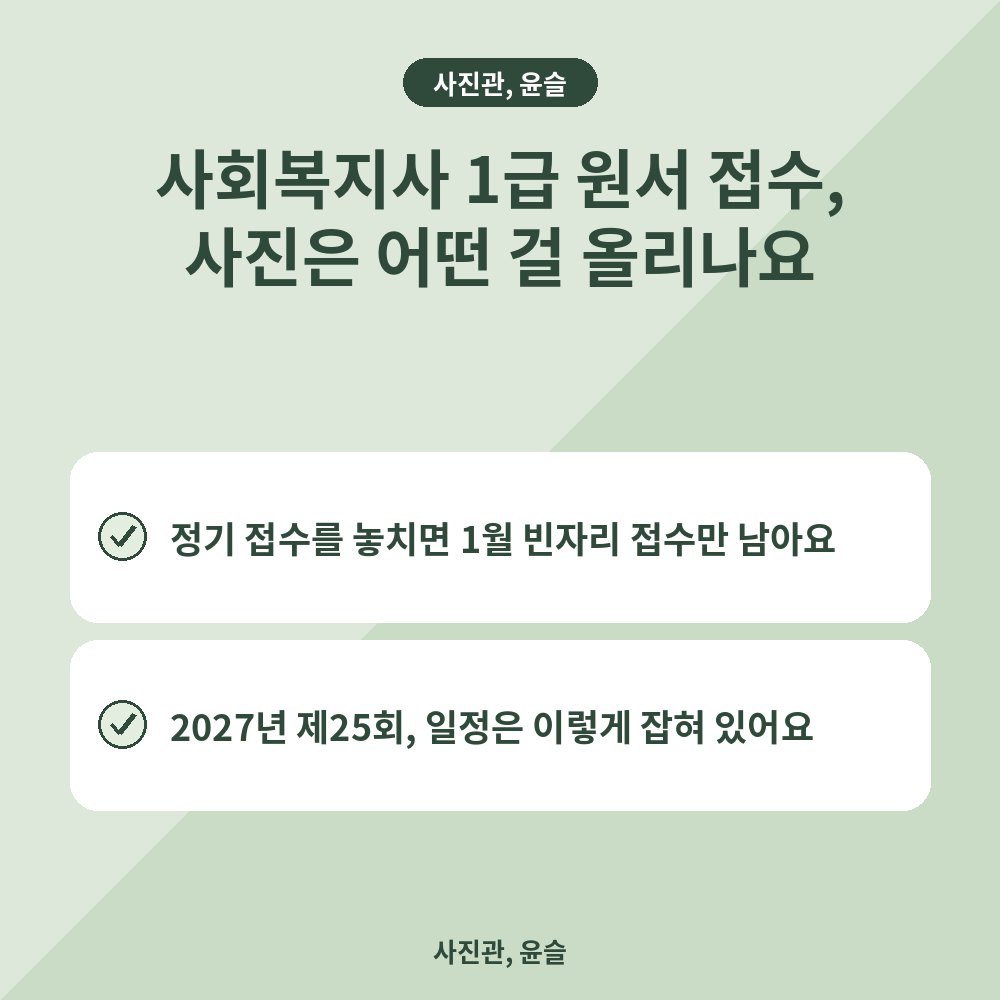 사진관, 윤슬
사회복지사 1급 원서 접수,
사진은 어떤 걸 올리나요
정기 접수를 놓치면 1월 빈자리 접수만 남아요
2027년 제25회, 일정은 이렇게 잡혀 있어요
사진관, 윤슬